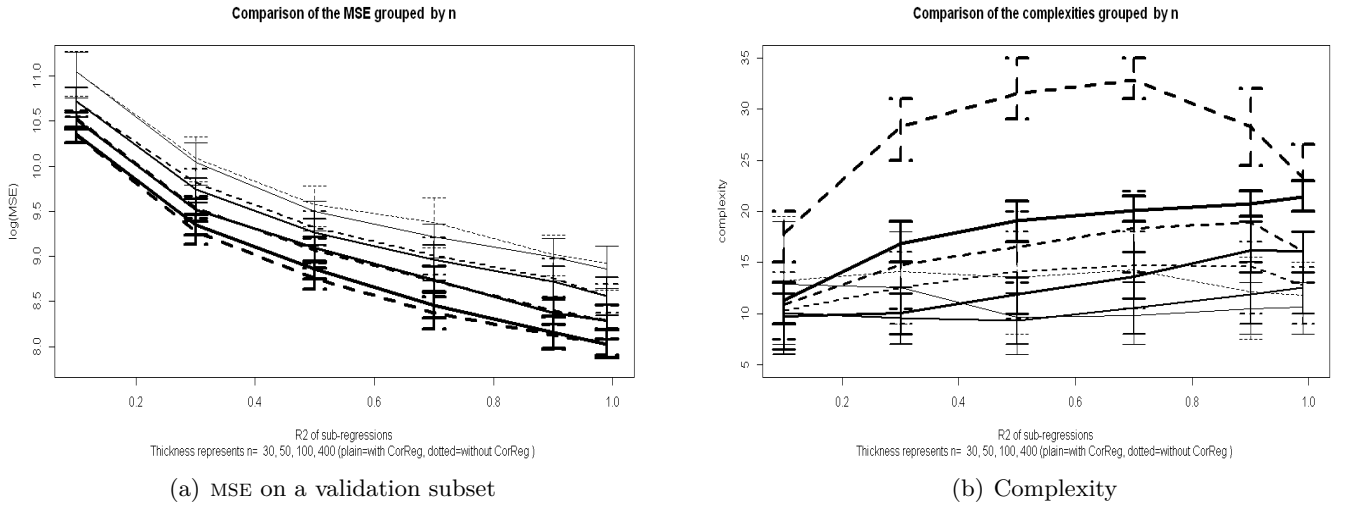 Comparison of the MSE grouped by n
log(MSE)
11.0
10.5
10.0
9.5
9.0
8.5
8.0
0.2 0.4 0.6 0.8 1.0
R2 of sub-regressions
Thickness represents n= 30, 50, 100, 400 (plain=with CorReg, dotted=without CorReg )
(a) MSE on a validation subset
Comparison of the complexities grouped by n
complexity
35
30
25
20
15
10
5
0.2 0.4 0.6 0.8 1.0
R2 of sub-regressions
Thickness represents n= 30, 50, 100, 400 (plain=with CorReg, dotted=without CorReg )
(b) Complexity